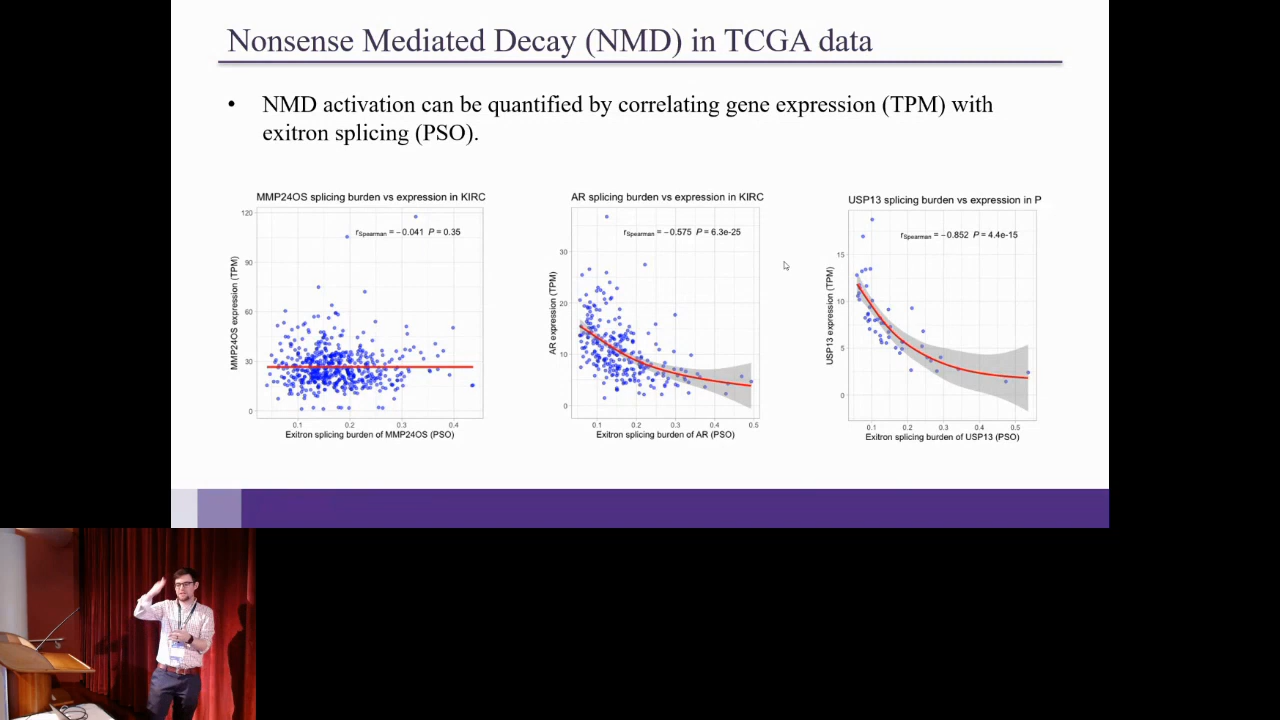 Nonsense Mediated Decay (NMD) in TCGA data
• NMD activation can be quantified by correlating gene expression (TPM) with
exitron splicing (PSO).
MMP24OS splicing burden vs expression in KIRC
rSpearman = −0.041 P = 0.35
MMP24OS expression (TPM)
120
90
60
30
0
0.1 0.2 0.3 0.4
Exitron splicing burden of MMP24OS (PSO)
AR splicing burden vs expression in KIRC
rSpearman = −0.575 P = 6.3e-25
AR expression (TPM)
30
20
10
0
0.1 0.2 0.3 0.4 0.5
Exitron splicing burden of AR (PSO)
USP13 splicing burden vs expression in P
rSpearman = −0.852 P = 4.4e-15
USP13 expression (TPM)
15
10
5
0
0.1 0.2 0.3 0.4 0.5
Exitron splicing burden of USP13 (PSO)